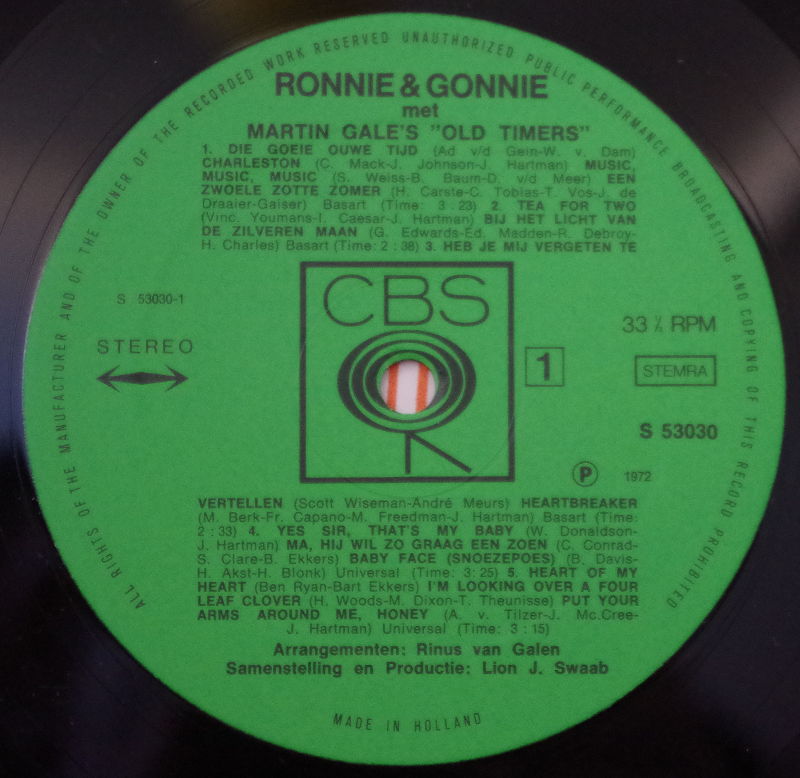 ALL RIGHTS OF THE MANUFACTURER AND OF THE OWNER OF THE RECORDED WORK RESERVED UNAUTHORIZED PUBLIC PERFORMANCE BROADCASTING AND COPYING OF THIS RECORD PROHIBITED
RONNIE & GONNIE
met
MARTIN GALE'S "OLD TIMERS"
1. DIE GOEIE OUWE TIJD (Ad v/d Gein-W. v. Dam)
CHARLESTON (C. Mack-J. Johnson-J. Hartman) MUSIC,
MUSIC, MUSIC (S. Weiss-B. Baum-D. v/d Meer) EEN
ZWOELE ZOTTE ZOMER (H. Carste-C. Tobias-T. Vos-J. de
Draaier-Gaiser) Basart (Time: 3 : 23) 2. TEA FOR TWO
(Vinc. Youmans-I. Caesar-J. Hartman) BIJ HET LICHT VAN
DE ZILVEREN MAAN (G. Edwards-Ed. Madden-R. Debroy-
H. Charles) Basart (Time: 2 : 38) 3. HEB JE MIJ VERGETEN TE
CBS
S 53030-1
STEREO
1
33 ⅓ RPM
STEMRA
S 53030
P 1972
VERTELLEN (Scott Wiseman-André Meurs) HEARTBREAKER
(M. Berk-Fr. Capano-M. Freedman-J. Hartman) Basart (Time:
2 : 33) 4. YES SIR, THAT'S MY BABY (W. Donaldson-
J. Hartman) MA, HIJ WIL ZO GRAAG EEN ZOEN (C. Conrad-
S. Clare-B. Ekkers) BABY FACE (SNOEZEPOES) (B. Davis-
H. Akst-H. Blonk) Universal (Time: 3 : 25) 5. HEART OF MY
HEART (Ben Ryan-Bart Ekkers) I'M LOOKING OVER A FOUR
LEAF CLOVER (H. Woods-M. Dixon-T. Theunisse) PUT YOUR
ARMS AROUND ME, HONEY (A. v. Tilzer-J. Mc.Cree-
J. Hartman) Universal (Time: 3 : 15)
Arrangementen: Rinus van Galen
Samenstelling en Productie: Lion J. Swaab
MADE IN HOLLAND